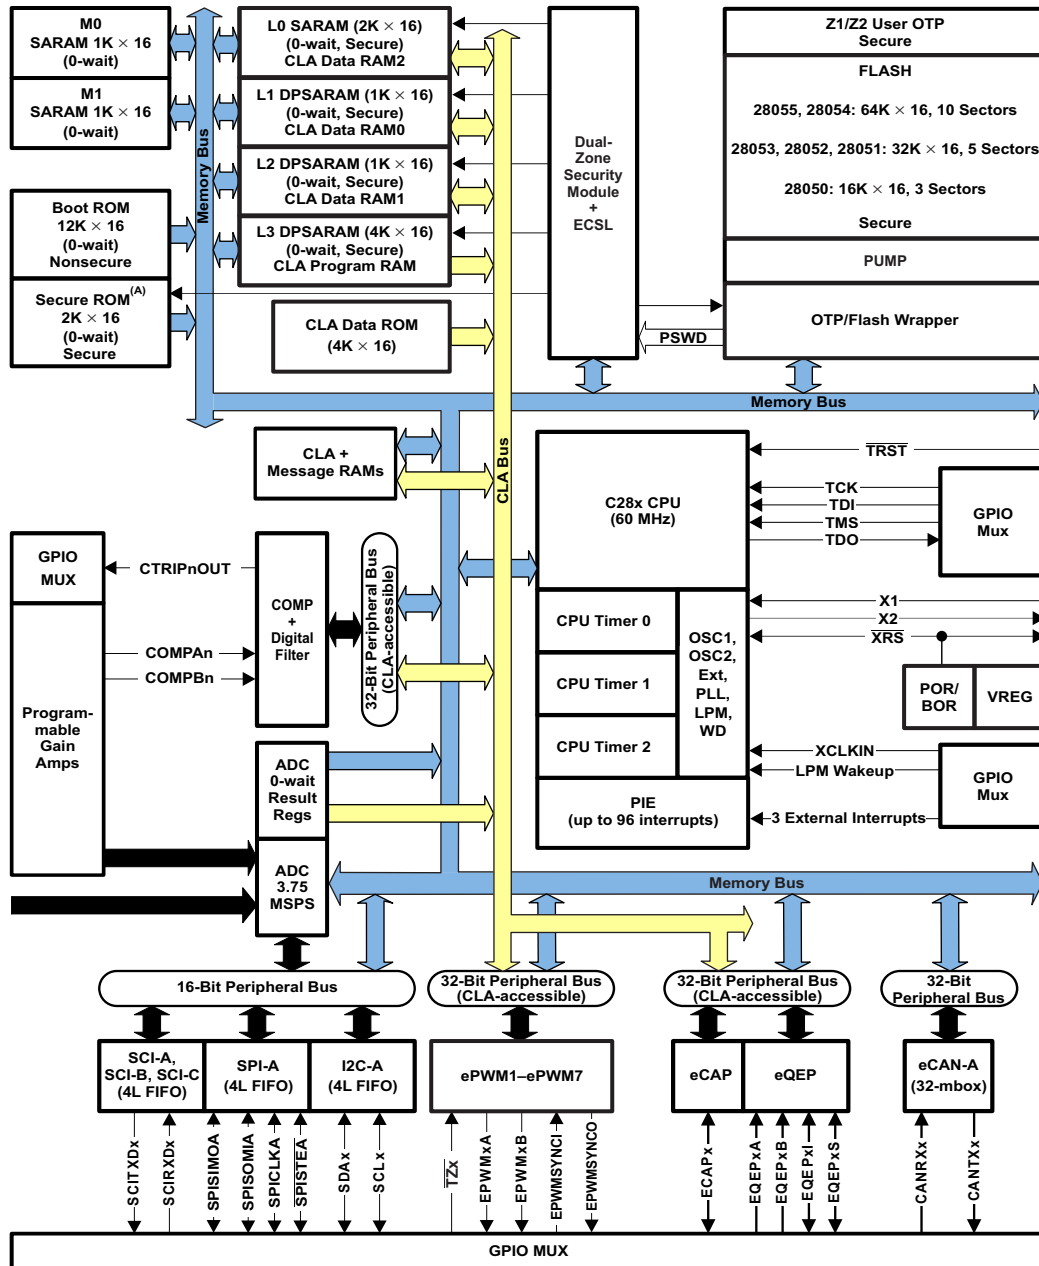 M0
SARAM 1K × 16
(0-wait)
M1
SARAM 1K × 16
(0-wait)
Boot ROM
12K × 16
(0-wait)
Nonsecure
Secure ROM(A)
2K × 16
(0-wait)
Secure
Memory Bus
L0 SARAM (2K × 16)
(0-wait, Secure)
CLA Data RAM2
L1 DPSARAM (1K × 16)
(0-wait, Secure)
CLA Data RAM0
L2 DPSARAM (1K × 16)
(0-wait, Secure)
CLA Data RAM1
L3 DPSARAM (4K × 16)
(0-wait, Secure)
CLA Program RAM
CLA Data ROM
(4K × 16)
Dual-
Zone
Security
Module
+
ECSL
PSWD
Z1/Z2 User OTP
Secure
FLASH
28055, 28054: 64K × 16, 10 Sectors
28053, 28052, 28051: 32K × 16, 5 Sectors
28050: 16K × 16, 3 Sectors
Secure
PUMP
OTP/Flash Wrapper
Memory Bus
CLA Bus
CLA +
Message RAMs
C28x CPU
(60 MHz)
TRST
TCK
TDI
TMS
TDO
GPIO
Mux
GPIO
MUX
CTRIPnOUT
COMPAn
COMPBn
Program-
mable
Gain
Amps
COMP
+
Digital
Filter
32-Bit Peripheral Bus
(CLA-accessible)
CPU Timer 0
CPU Timer 1
CPU Timer 2
OSC1,
OSC2,
Ext,
PLL,
LPM,
WD
X1
X2
XRS
POR/
BOR
VREG
XCLKIN
LPM Wakeup
3 External Interrupts
GPIO
Mux
PIE
(up to 96 interrupts)
ADC
0-wait
Result
Regs
ADC
3.75
MSPS
Memory Bus
16-Bit Peripheral Bus
32-Bit Peripheral Bus
(CLA-accessible)
32-Bit Peripheral Bus
(CLA-accessible)
32-Bit
Peripheral Bus
SCI-A,
SCI-B, SCI-C
(4L FIFO)
SPI-A
(4L FIFO)
I2C-A
(4L FIFO)
ePWM1–ePWM7
eCAP
eQEP
eCAN-A
(32-mbox)
SCITXDx
SCIRXDx
SPISIMOA
SPISOMIA
SPICLKA
SPISTEA
SDAx
SCLx
TZx
EPWMxA
EPWMxB
EPWMSYNCI
EPWMSYNCO
ECAPx
EQEPxA
EQEPxB
EQEPxI
EQEPxS
CANRXx
CANTXx
GPIO MUX